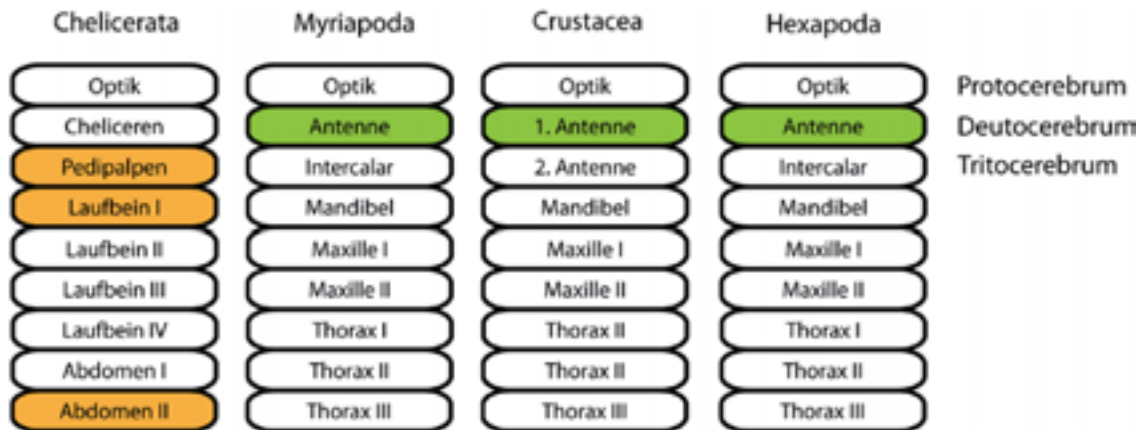 Chelicerata Myriapoda Crustacea Hexapoda
Optik Optik Optik Optik Protocerebrum
Cheliceren Antenne 1. Antenne Antenne Deutocerebrum
Pedipalpen Intercalar 2. Antenne Intercalar Tritocerebrum
Laufbein I Mandibel Mandibel Mandibel
Laufbein II Maxille I Maxille I Maxille I
Laufbein III Maxille II Maxille II Maxille II
Laufbein IV Thorax I Thorax II Thorax I
Abdomen I Thorax II Thorax II Thorax II
Abdomen II Thorax III Thorax III Thorax III